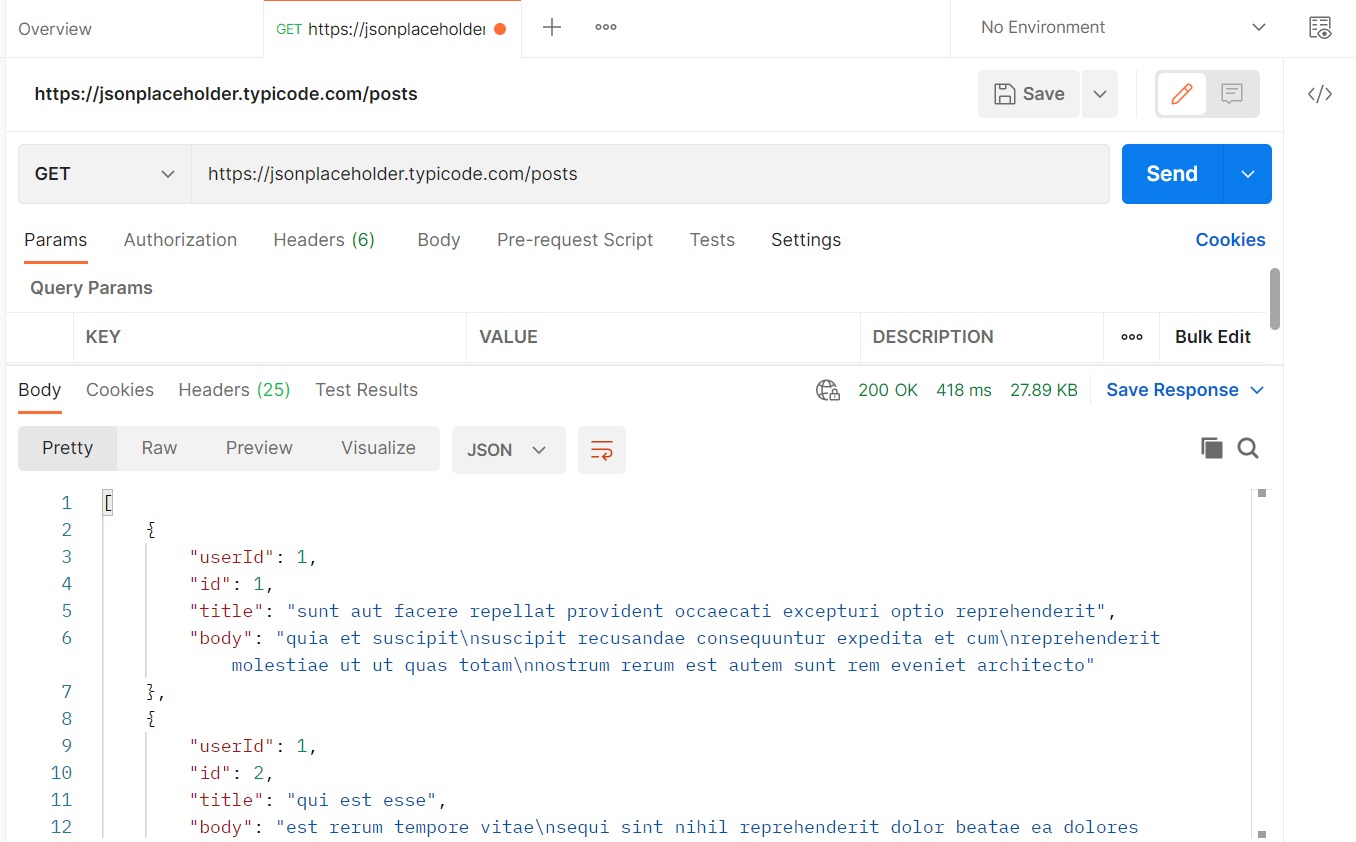 Overview
GET https://jsonplaceholder
No Environment
https://jsonplaceholder.typicode.com/posts
Save
GET
https://jsonplaceholder.typicode.com/posts
Send
Params Authorization Headers (6) Body Pre-request Script Tests Settings Cookies
Query Params
KEY VALUE DESCRIPTION Bulk Edit
Body Cookies Headers (25) Test Results 200 OK 418 ms 27.89 KB Save Response
Pretty Raw Preview Visualize JSON
1 [
2 {
3 "userId": 1,
4 "id": 1,
5 "title": "sunt aut facere repellat provident occaecati excepturi optio reprehenderit",
6 "body": "quia et suscipit\nsuscipit recusandae consequuntur expedita et cum\nreprehenderit
molestiae ut ut quas totam\nnostrum rerum est autem sunt rem eveniet architecto"
7 },
8 {
9 "userId": 1,
10 "id": 2,
11 "title": "qui est esse",
12 "body": "est rerum tempore vitae\nsequi sint nihil reprehenderit dolor beatae ea dolores